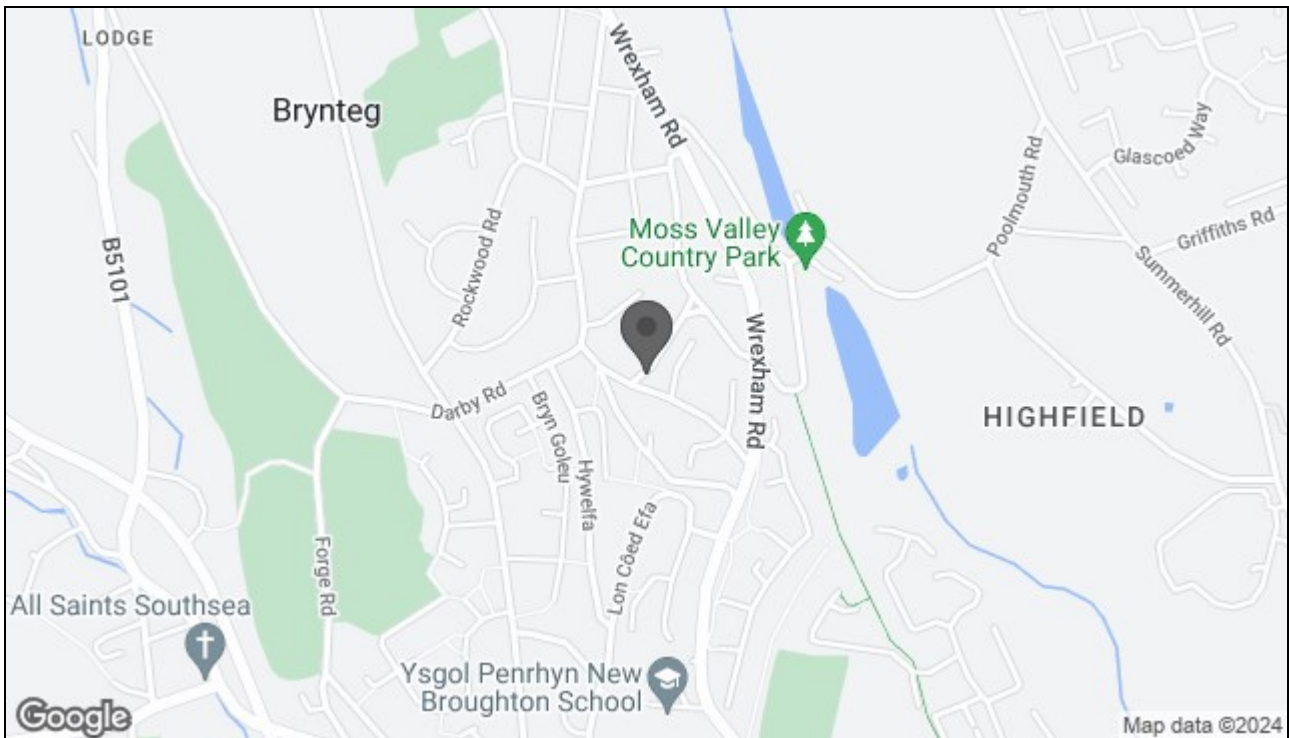 LODGE
Brynteg
Wrexham Rd
Glascoed Way
Poolmouth Rd
Griffiths Rd
Moss Valley
Country Park
B5101
Rockwood Rd
Summerhill Rd
Wrexham Rd
Darby Rd
Bryn Goleu
HIGHFIELD
Hywelfa
Lon Côed Efa
Forge Rd
All Saints Southsea
Ysgol Penrhyn New
Broughton School
Google
Map data ©2024